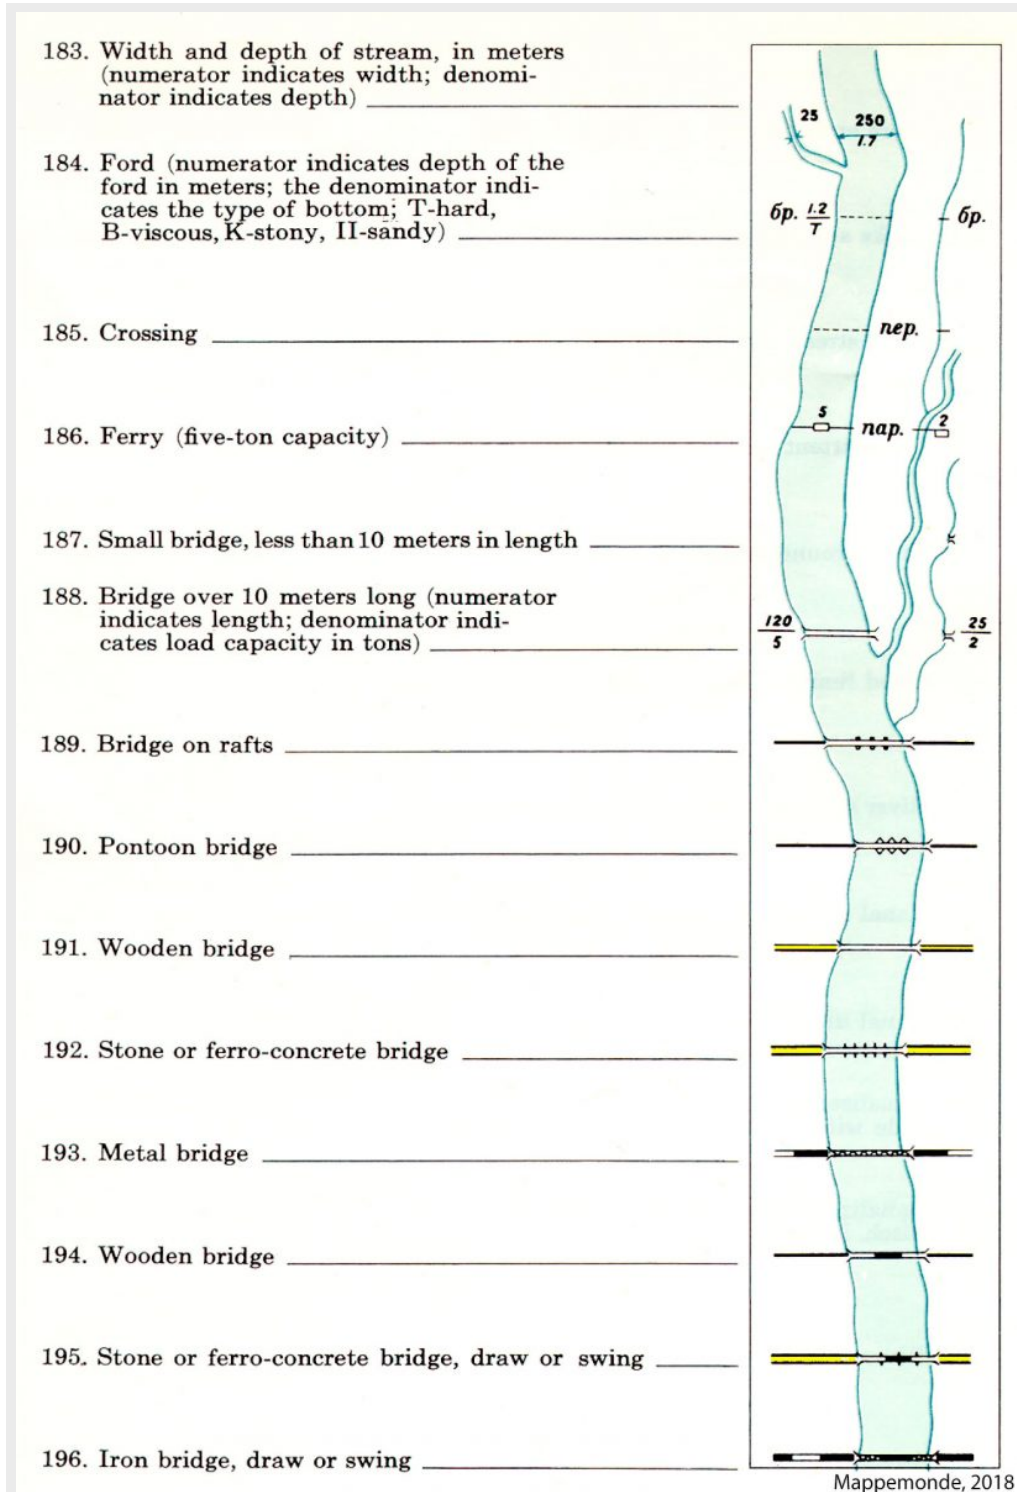 183. Width and depth of stream, in meters
(numerator indicates width; denomi-
nator indicates depth)
25
250
1.7
184. Ford (numerator indicates depth of the
ford in meters; the denominator indi-
cates the type of bottom; T-hard,
B-viscous, K-stony, II-sandy)
бр. 1.2
T
бр.
185. Crossing
пер.
186. Ferry (five-ton capacity)
5
пар.
2
187. Small bridge, less than 10 meters in length
188. Bridge over 10 meters long (numerator
indicates length; denominator indi-
cates load capacity in tons)
120
5
25
2
189. Bridge on rafts
190. Pontoon bridge
191. Wooden bridge
192. Stone or ferro-concrete bridge
193. Metal bridge
194. Wooden bridge
195. Stone or ferro-concrete bridge, draw or swing
196. Iron bridge, draw or swing
Mappemonde, 2018